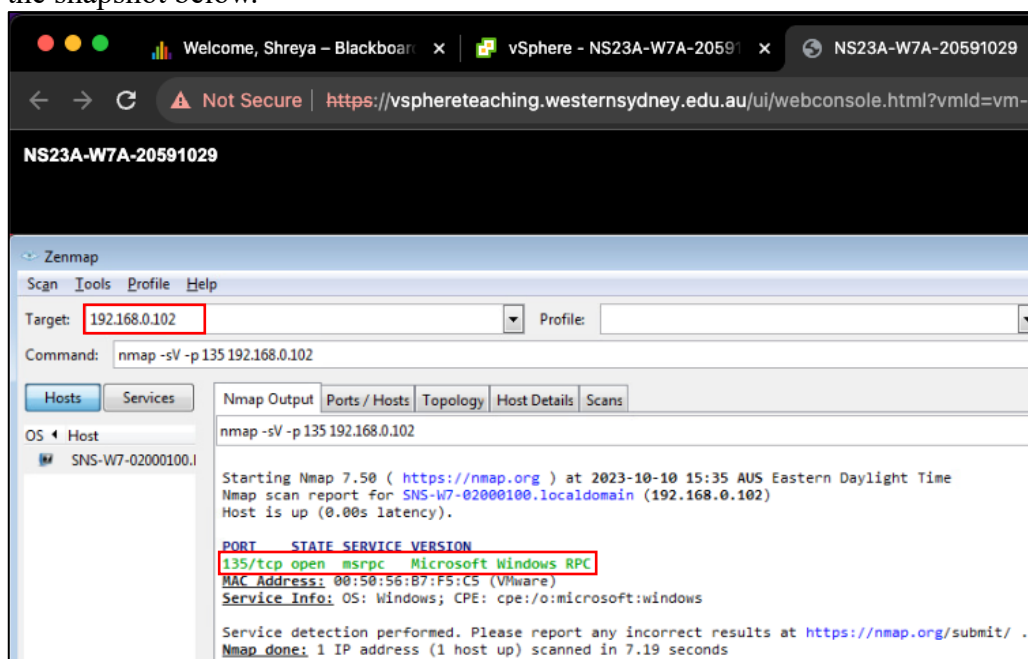 the snapshot below.
Welcome, Shreya – Blackboar
vSphere - NS23A-W7A-20591
NS23A-W7A-20591029
Not Secure | https://vsphereteaching.westernsydney.edu.au/ui/webconsole.html?vmId=vm-
NS23A-W7A-20591029
Zenmap
Scan Tools Profile Help
Target: 192.168.0.102 Profile:
Command: nmap -sV -p 135 192.168.0.102
Hosts Services Nmap Output Ports / Hosts Topology Host Details Scans
OS Host nmap -sV -p 135 192.168.0.102
SNS-W7-02000100.l
Starting Nmap 7.50 ( https://nmap.org ) at 2023-10-10 15:35 AUS Eastern Daylight Time
Nmap scan report for SNS-W7-02000100.localdomain (192.168.0.102)
Host is up (0.00s latency).
PORT STATE SERVICE VERSION
135/tcp open msrpc Microsoft Windows RPC
MAC Address: 00:50:56:B7:F5:C5 (VMware)
Service Info: OS: Windows; CPE: cpe:/o:microsoft:windows
Service detection performed. Please report any incorrect results at https://nmap.org/submit/ .
Nmap done: 1 IP address (1 host up) scanned in 7.19 seconds